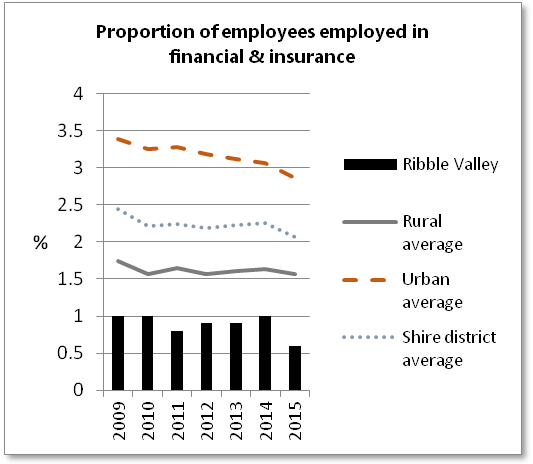 Proportion of employees employed in
financial & insurance
4
3.5
3
2.5
2
1.5
1
0.5
0
%
2009
2010
2011
2012
2013
2014
2015
Ribble Valley
Rural
average
Urban
average
Shire district
average